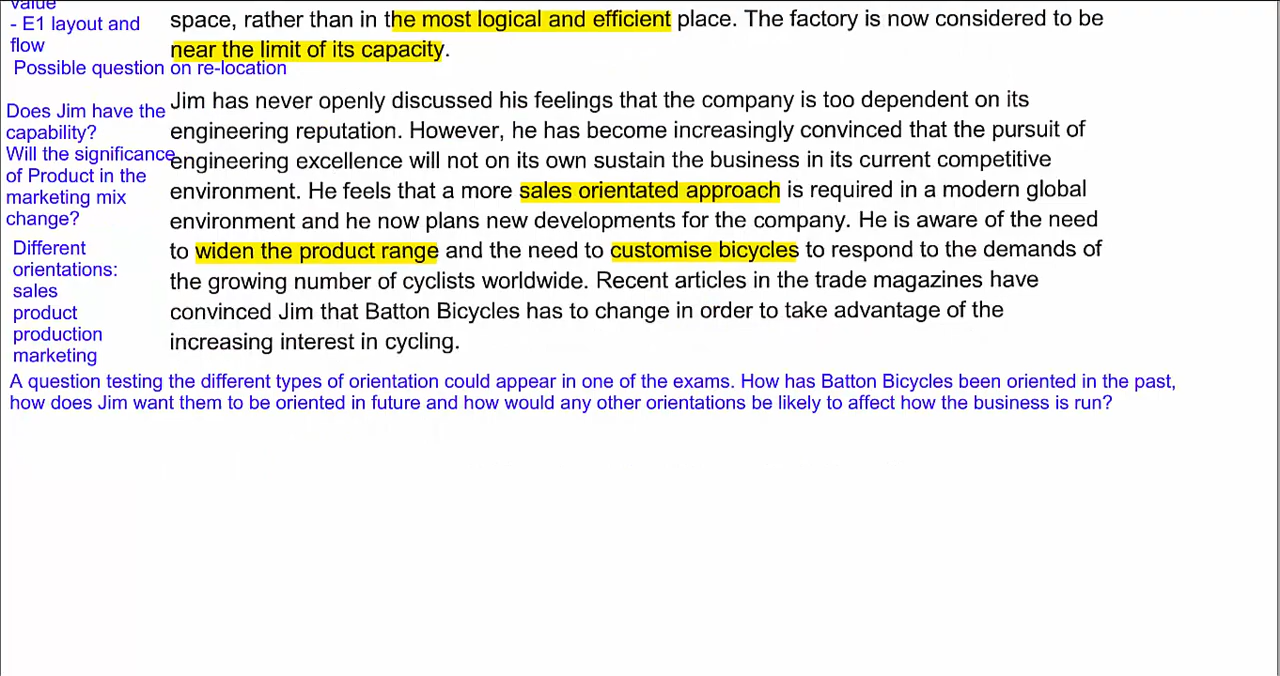 value
- E1 layout and
flow
Possible question on re-location
space, rather than in the most logical and efficient place. The factory is now considered to be
near the limit of its capacity.
Does Jim have the
capability?
Will the significance
of Product in the
marketing mix
change?
Different
orientations:
sales
product
production
marketing
Jim has never openly discussed his feelings that the company is too dependent on its
engineering reputation. However, he has become increasingly convinced that the pursuit of
engineering excellence will not on its own sustain the business in its current competitive
environment. He feels that a more sales orientated approach is required in a modern global
environment and he now plans new developments for the company. He is aware of the need
to widen the product range and the need to customise bicycles to respond to the demands of
the growing number of cyclists worldwide. Recent articles in the trade magazines have
convinced Jim that Batton Bicycles has to change in order to take advantage of the
increasing interest in cycling.
A question testing the different types of orientation could appear in one of the exams. How has Batton Bicycles been oriented in the past,
how does Jim want them to be oriented in future and how would any other orientations be likely to affect how the business is run?